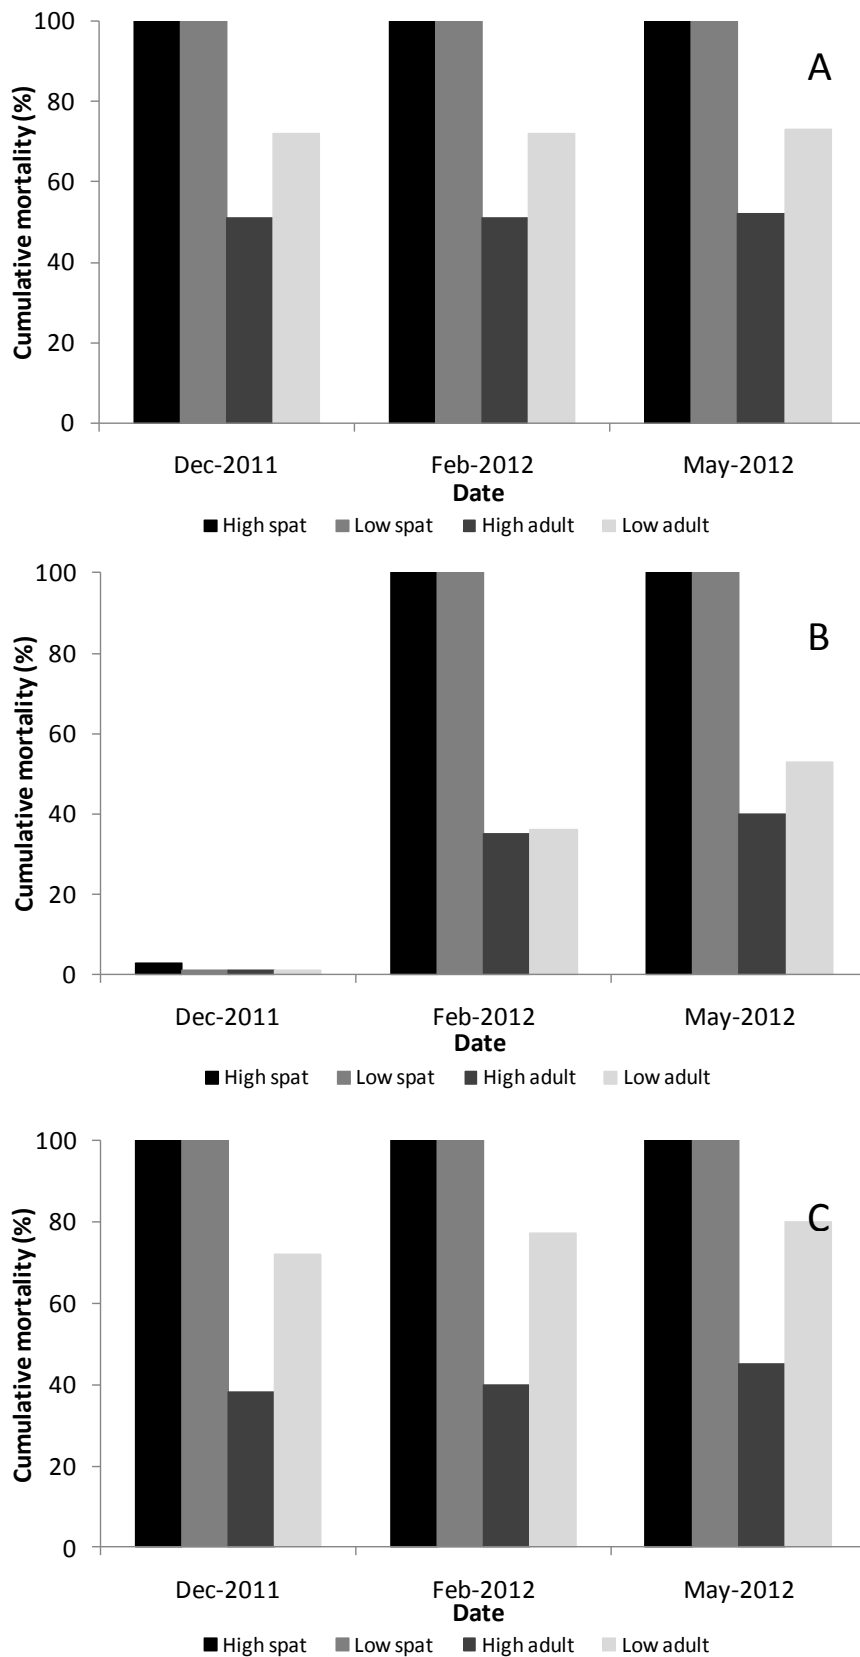 Cumulative mortality (%)
100
80
60
40
20
0
A
Dec-2011 Feb-2012 May-2012
Date
High spat Low spat High adult Low adult
Cumulative mortality (%)
100
80
60
40
20
0
B
Dec-2011 Feb-2012 May-2012
Date
High spat Low spat High adult Low adult
Cumulative mortality (%)
100
80
60
40
20
0
C
Dec-2011 Feb-2012 May-2012
Date
High spat Low spat High adult Low adult